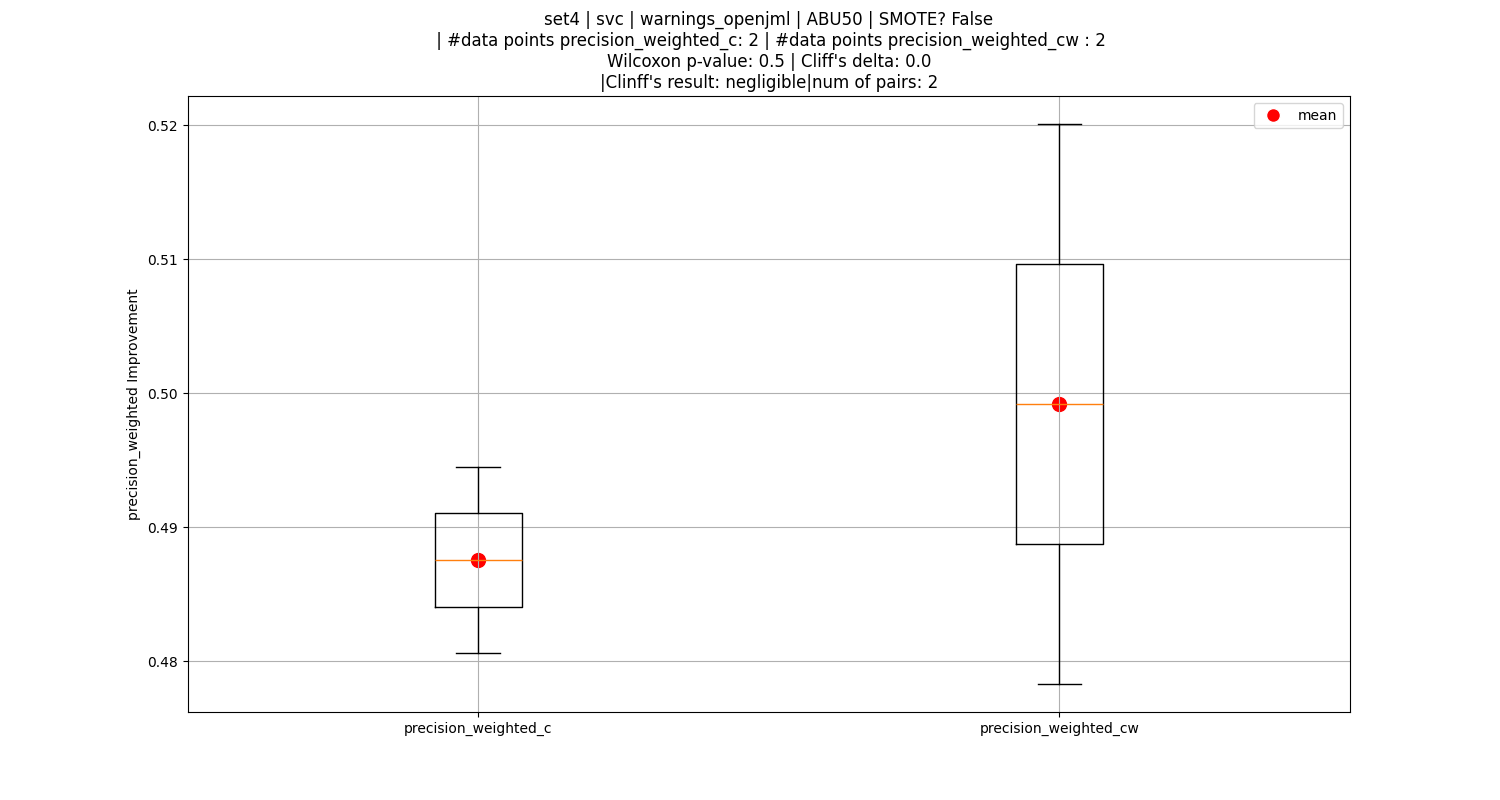 set4 | svc | warnings_openjml | ABU50 | SMOTE? False
| #data points precision_weighted_c: 2 | #data points precision_weighted_cw : 2
Wilcoxon p-value: 0.5 | Cliff's delta: 0.0
|Clinff's result: negligible|num of pairs: 2
mean
0.52
0.51
0.50
0.49
0.48
precision_weighted Improvement
precision_weighted_c
precision_weighted_cw